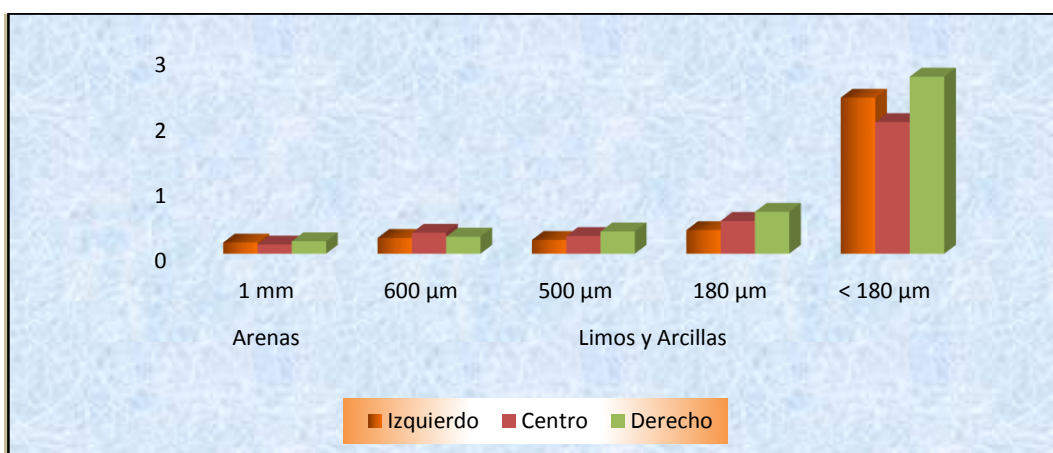 3
2
1
0
1 mm 600 µm 500 µm 180 µm < 180 µm
Arenas Limos y Arcillas
Izquierdo Centro Derecho